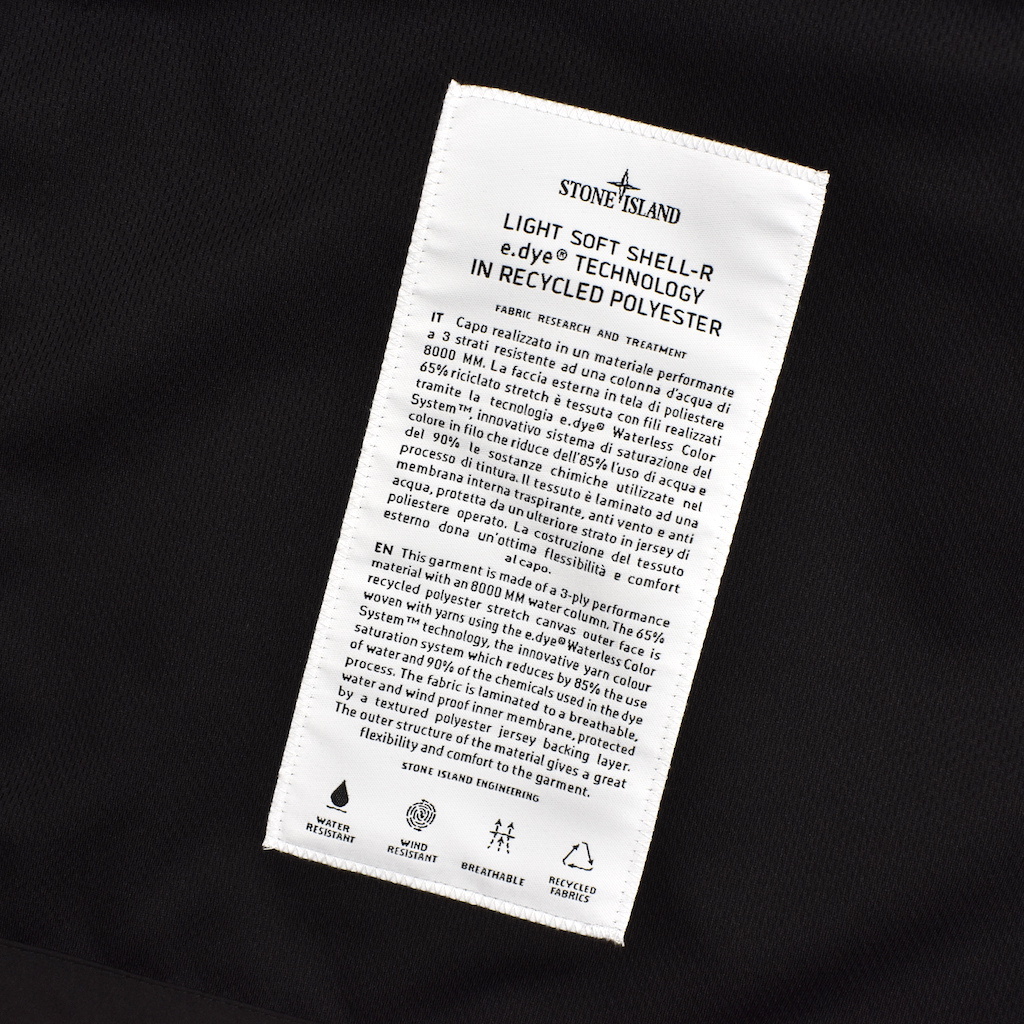 STONE ISLAND
LIGHT SOFT SHELL-R
e.dye® TECHNOLOGY
IN RECYCLED POLYESTER
FABRIC RESEARCH AND TREATMENT
IT Capo realizzato in un materiale performante
a 3 strati resistente ad una colonna d'acqua di
8000 MM. La faccia esterna in tela di poliestere
65% riciclato stretch è tessuta con fili realizzati
tramite la tecnologia e.dye® Waterless Color
System™, innovativo sistema di saturazione del
colore in filo che riduce dell'85% l'uso di acqua e
del 90% le sostanze chimiche utilizzate nel
processo di tintura. Il tessuto è laminato ad una
membrana interna traspirante, anti vento e anti
acqua, protetta da un ulteriore strato in jersey di
poliestere operato. La costruzione del tessuto
esterno dona un'ottima flessibilità e comfort
al capo.
EN This garment is made of a 3-ply performance
material with an 8000 MM water column. The 65%
recycled polyester stretch canvas outer face is
woven with yarns using the e.dye® Waterless Color
System™ technology, the innovative yarn colour
saturation system which reduces by 85% the use
of water and 90% of the chemicals used in the dye
process. The fabric is laminated to a breathable,
water and wind proof inner membrane, protected
by a textured polyester jersey backing layer.
The outer structure of the material gives a great
flexibility and comfort to the garment.
STONE ISLAND ENGINEERING
WATER
RESISTANT
WIND
RESISTANT
BREATHABLE
RECYCLED
FABRICS